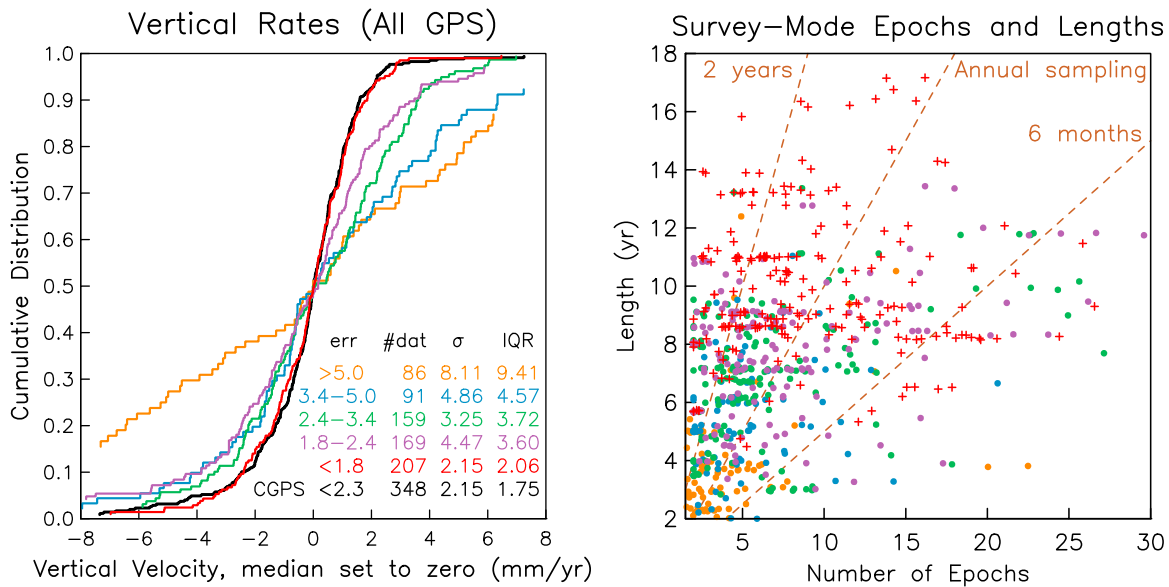 Vertical Rates (All GPS)
Cumulative Distribution
1.0
0.9
0.8
0.7
0.6
0.5
0.4
0.3
0.2
0.1
0.0
err #dat σ IQR
>5.0 86 8.11 9.41
3.4−5.0 91 4.86 4.57
2.4−3.4 159 3.25 3.72
1.8−2.4 169 4.47 3.60
<1.8 207 2.15 2.06
CGPS <2.3 348 2.15 1.75
−8 −6 −4 −2 0 2 4 6 8
Vertical Velocity, median set to zero (mm/yr)
Survey−Mode Epochs and Lengths
Length (yr)
18
16
14
12
10
8
6
4
2
2 years
Annual sampling
6 months
5 10 15 20 25 30
Number of Epochs